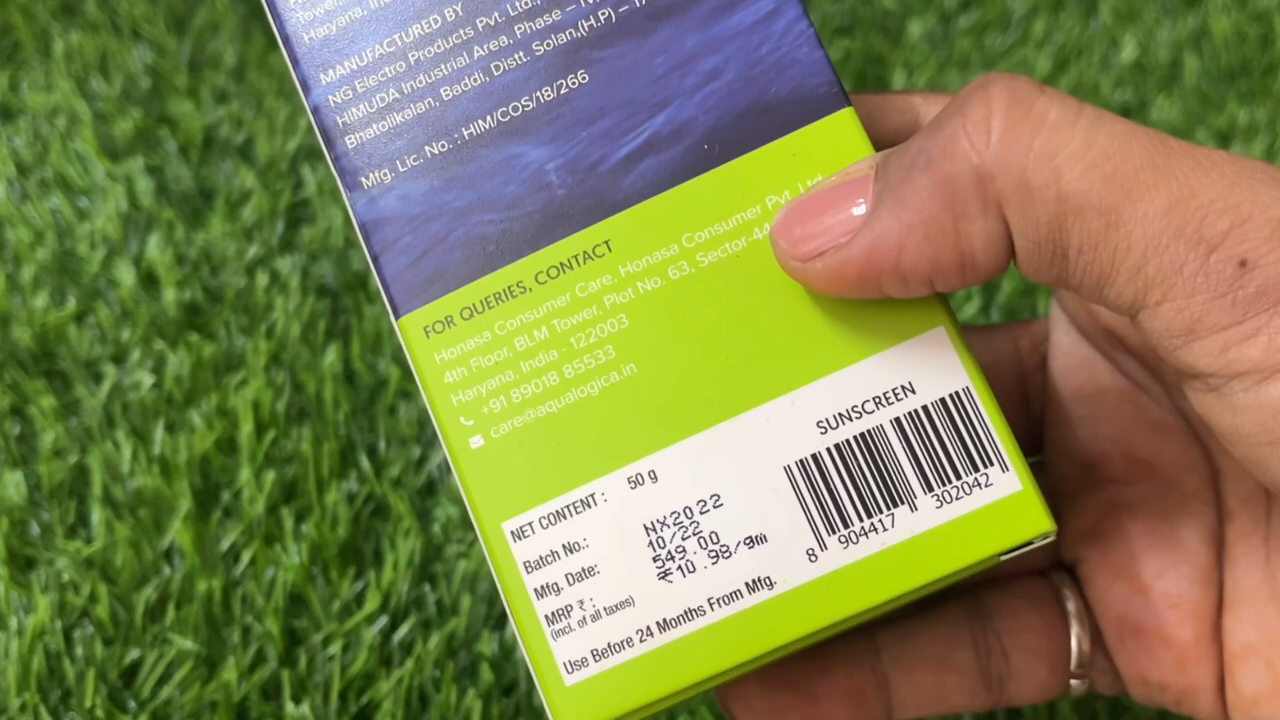 Tower,
Haryana, In
MANUFACTURED BY
NG Electro Products Pvt. Ltd.,
HIMUDA Industrial Area, Phase –
Bhatolikalan, Baddi, Distt. Solan,(H.P) – 17
Mfg. Lic. No. : HIM/COS/18/266
FOR QUERIES, CONTACT
Honasa Consumer Care, Honasa Consumer Pvt. Ltd
4th Floor, BLM Tower, Plot No. 63, Sector-44
Haryana, India - 122003
+91 89018 85533
care@aqualogica.in
NET CONTENT : 50 g
Batch No.: NX2022
Mfg. Date: 10/22
MRP ₹ : 549.00
(incl. of all taxes) ₹10.98/gm
Use Before 24 Months From Mfg.
SUNSCREEN
8 904417 302042